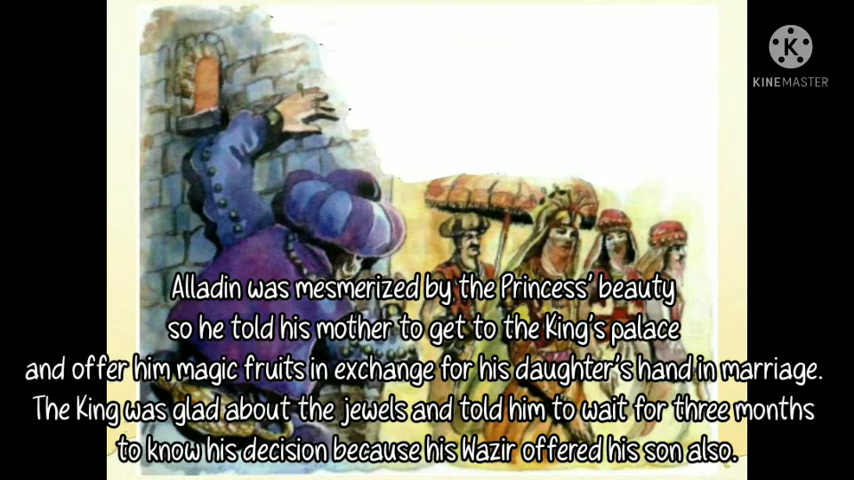 KINEMASTER
Alladin was mesmerized by the Princess' beauty
so he told his mother to get to the King's palace
and offer him magic fruits in exchange for his daughter's hand in marriage.
The King was glad about the jewels and told him to wait for three months
to know his decision because his Wazir offered his son also.